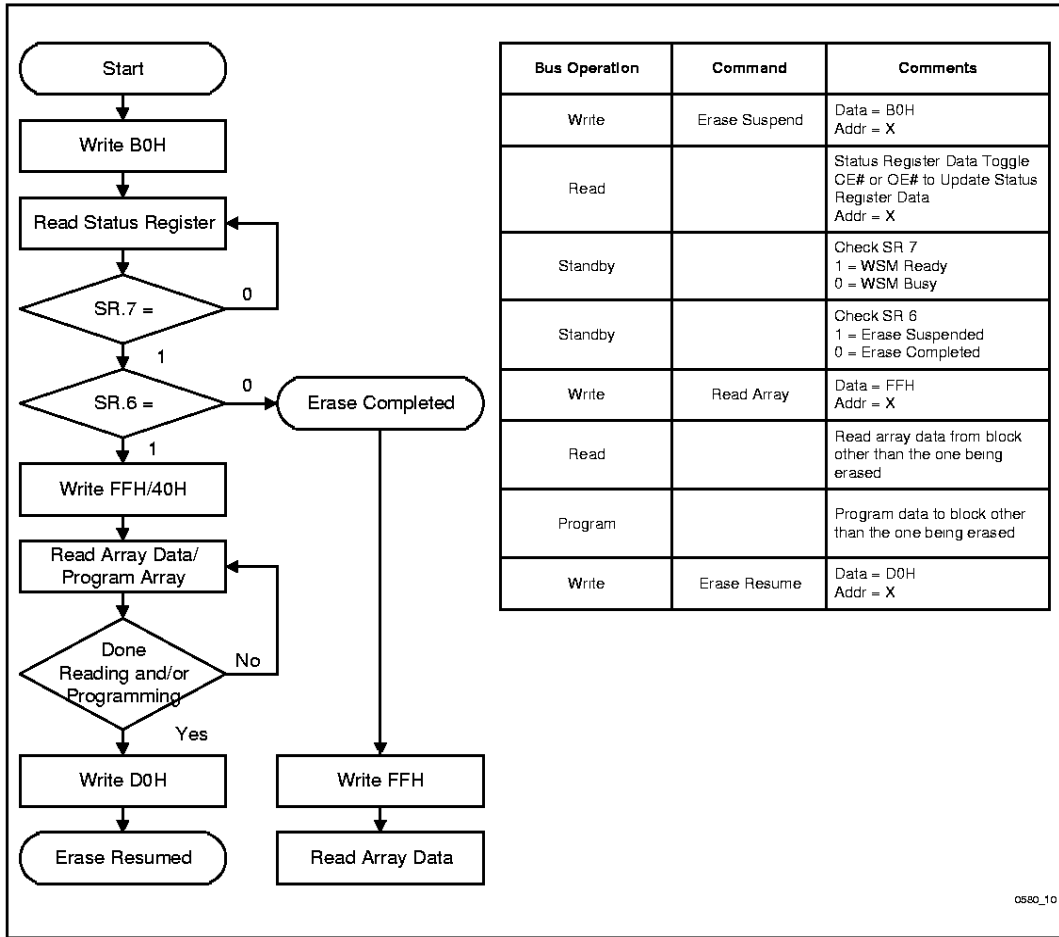 Start
Write B0H
Read Status Register
SR.7 =
0
1
SR.6 =
0
Erase Completed
1
Write FFH/40H
Read Array Data/
Program Array
Done
Reading and/or
Programming
No
Yes
Write D0H
Write FFH
Erase Resumed
Read Array Data
Bus Operation Command Comments
Write Erase Suspend Data = B0H
Addr = X
Read Status Register Data Toggle
CE# or OE# to Update Status
Register Data
Addr = X
Standby Check SR 7
1 = WSM Ready
0 = WSM Busy
Standby Check SR 6
1 = Erase Suspended
0 = Erase Completed
Write Read Array Data = FFH
Addr = X
Read Read array data from block
other than the one being
erased
Program Program data to block other
than the one being erased
Write Erase Resume Data = D0H
Addr = X
0580_10